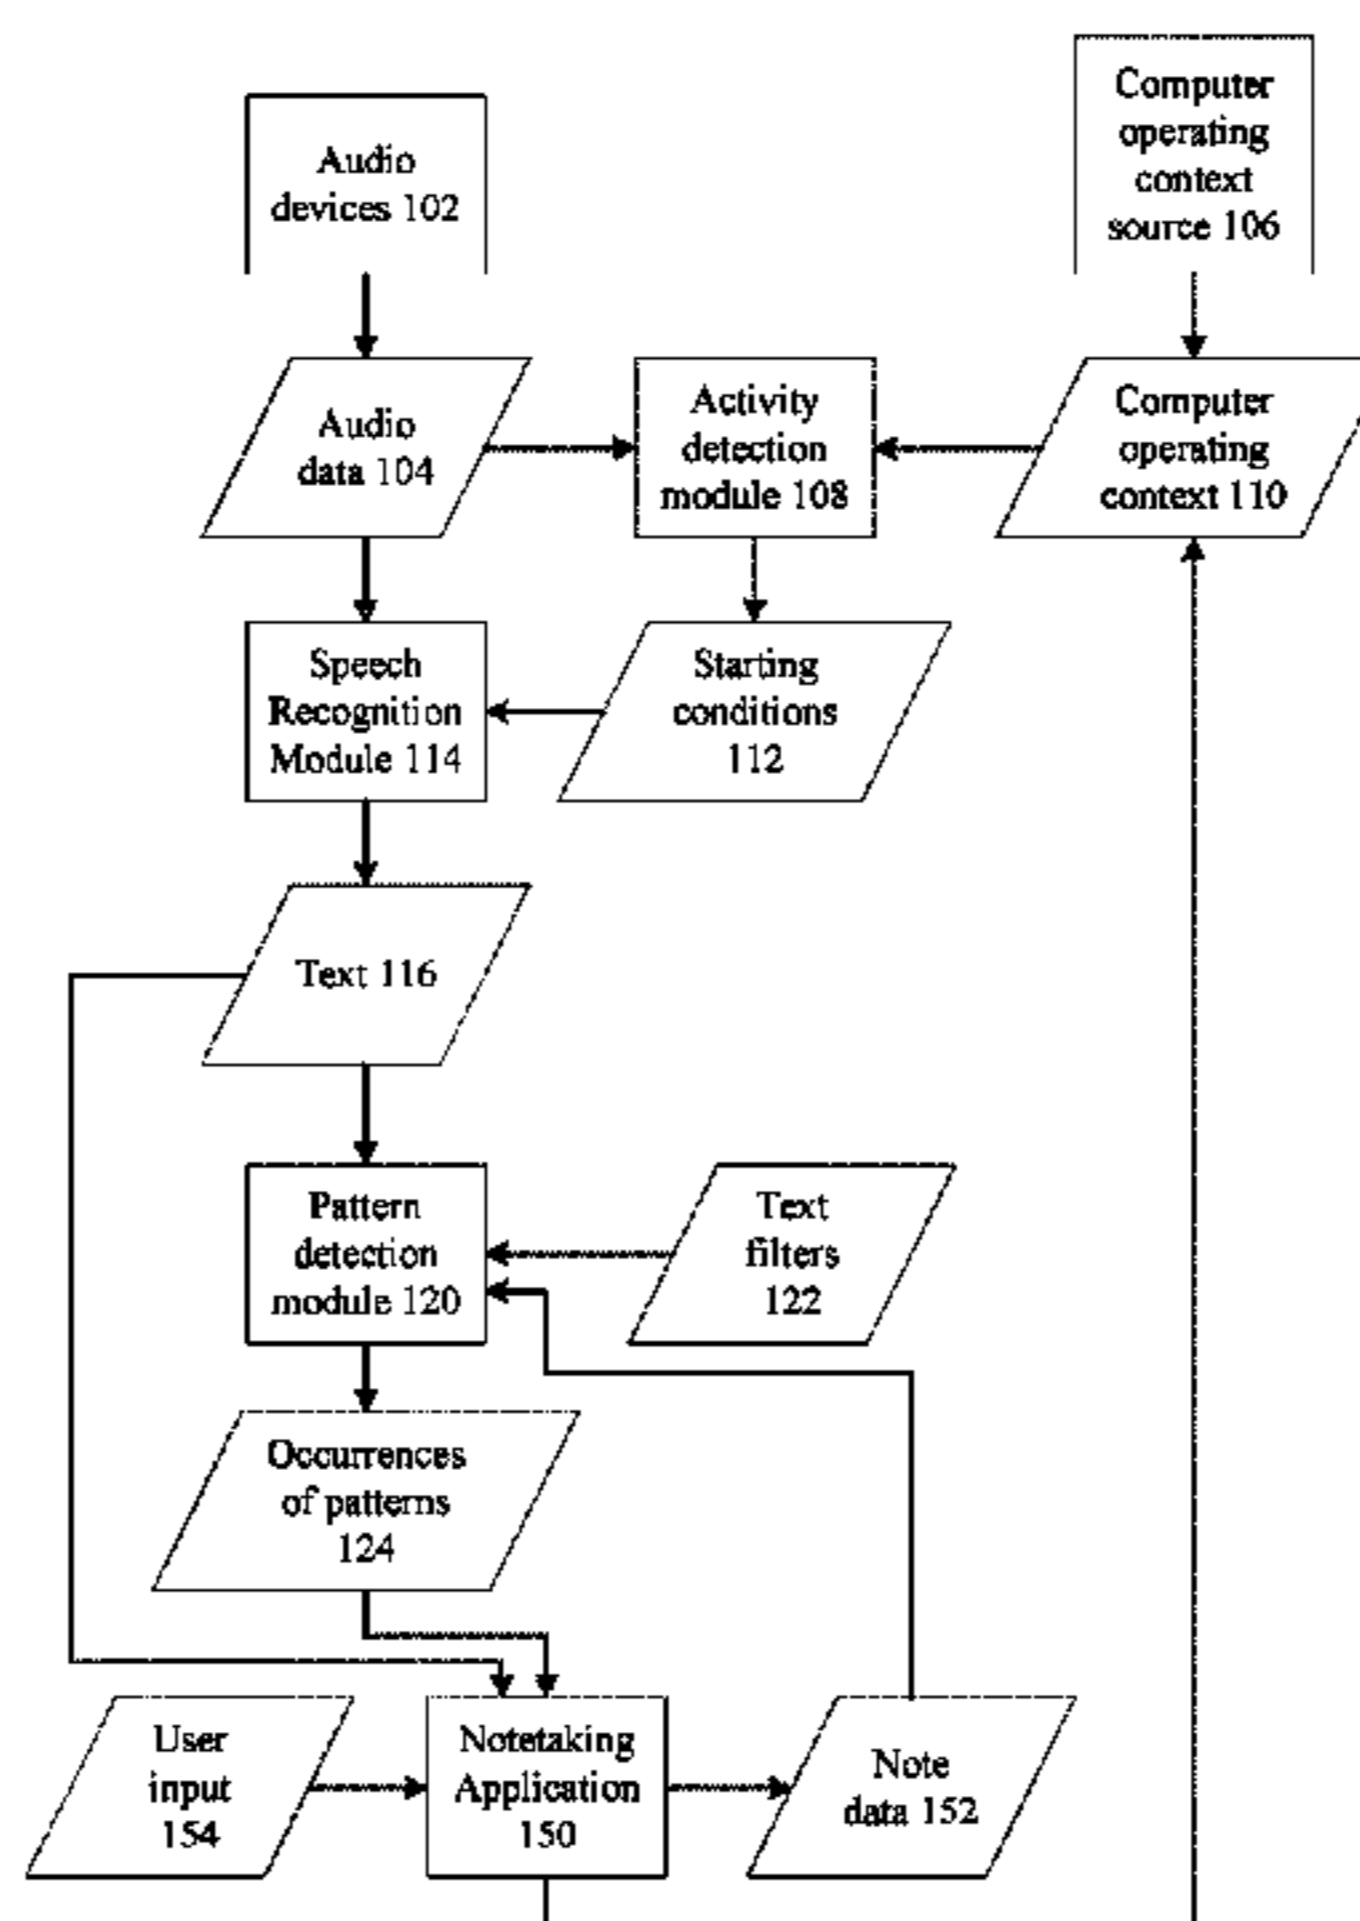 Audio
devices 102
Computer
operating
context
source 106
Audio
data 104
Activity
detection
module 108
Computer
operating
context 110
Speech
Recognition
Module 114
Starting
conditions
112
Text 116
Pattern
detection
module 120
Text
filters
122
Occurrences
of patterns
124
User
input
154
Notetaking
Application
150
Note
data 152